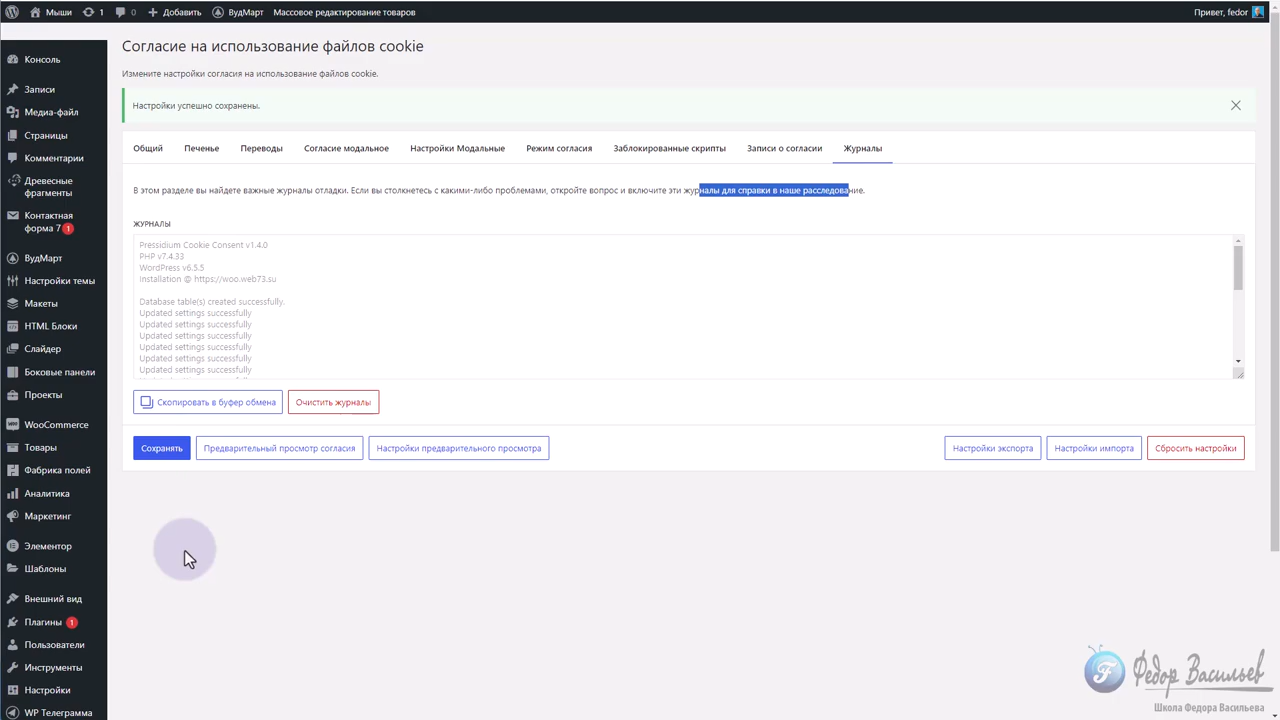 Мыши
1
0
Добавить
ВудМарт
Массовое редактирование товаров
Привет, fedor
Консоль
Записи
Медиа-файл
Страницы
Комментарии
Древесные
фрагменты
Контактная
форма 7 1
ВудМарт
Настройки темы
Макеты
HTML Блоки
Слайдер
Боковые панели
Проекты
WooCommerce
Товары
Фабрика полей
Аналитика
Маркетинг
Элементор
Шаблоны
Внешний вид
Плагины 1
Пользователи
Инструменты
Настройки
WP Телеграмма
Согласие на использование файлов cookie
Измените настройки согласия на использование файлов cookie.
Настройки успешно сохранены.
Общий
Печенье
Переводы
Согласие модальное
Настройки Модальные
Режим согласия
Заблокированные скрипты
Записи о согласии
Журналы
В этом разделе вы найдете важные журналы отладки. Если вы столкнетесь с какими-либо проблемами, откройте вопрос и включите эти журналы для справки в наше расследование.
ЖУРНАЛЫ
Pressidium Cookie Consent v1.4.0
PHP v7.4.33
WordPress v6.5.5
Installation @ https://woo.web73.su
Database table(s) created successfully.
Updated settings successfully
Updated settings successfully
Updated settings successfully
Updated settings successfully
Updated settings successfully
Updated settings successfully
Скопировать в буфер обмена
Очистить журналы
Сохранять
Предварительный просмотр согласия
Настройки предварительного просмотра
Настройки экспорта
Настройки импорта
Сбросить настройки
Федор Васильев
Школа Федора Васильева